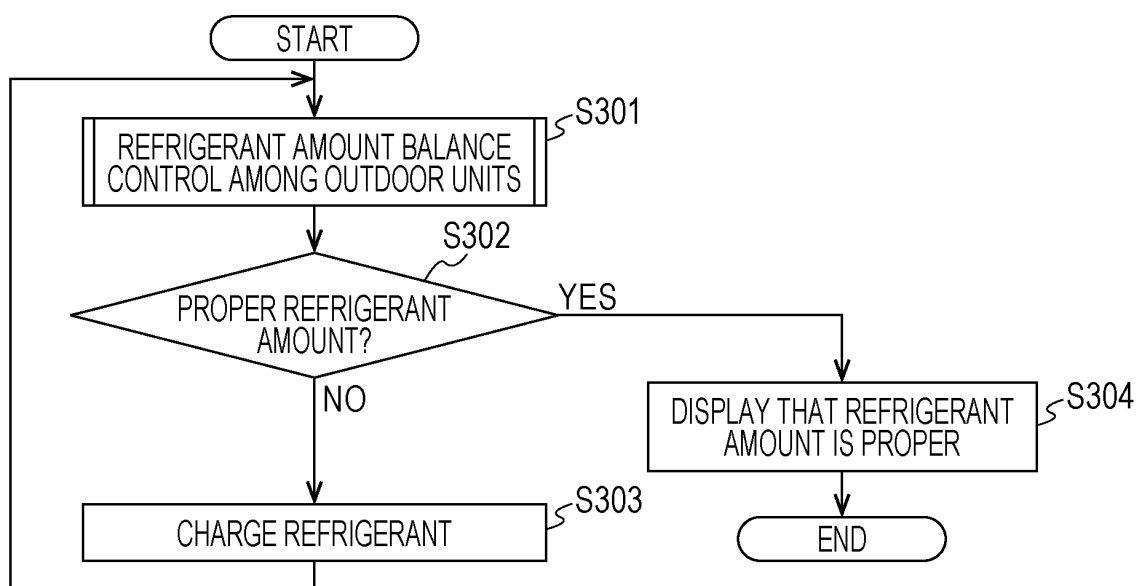 START
S301
REFRIGERANT AMOUNT BALANCE
CONTROL AMONG OUTDOOR UNITS
S302
PROPER REFRIGERANT
AMOUNT?
YES
NO
S304
DISPLAY THAT REFRIGERANT
AMOUNT IS PROPER
S303
CHARGE REFRIGERANT
END